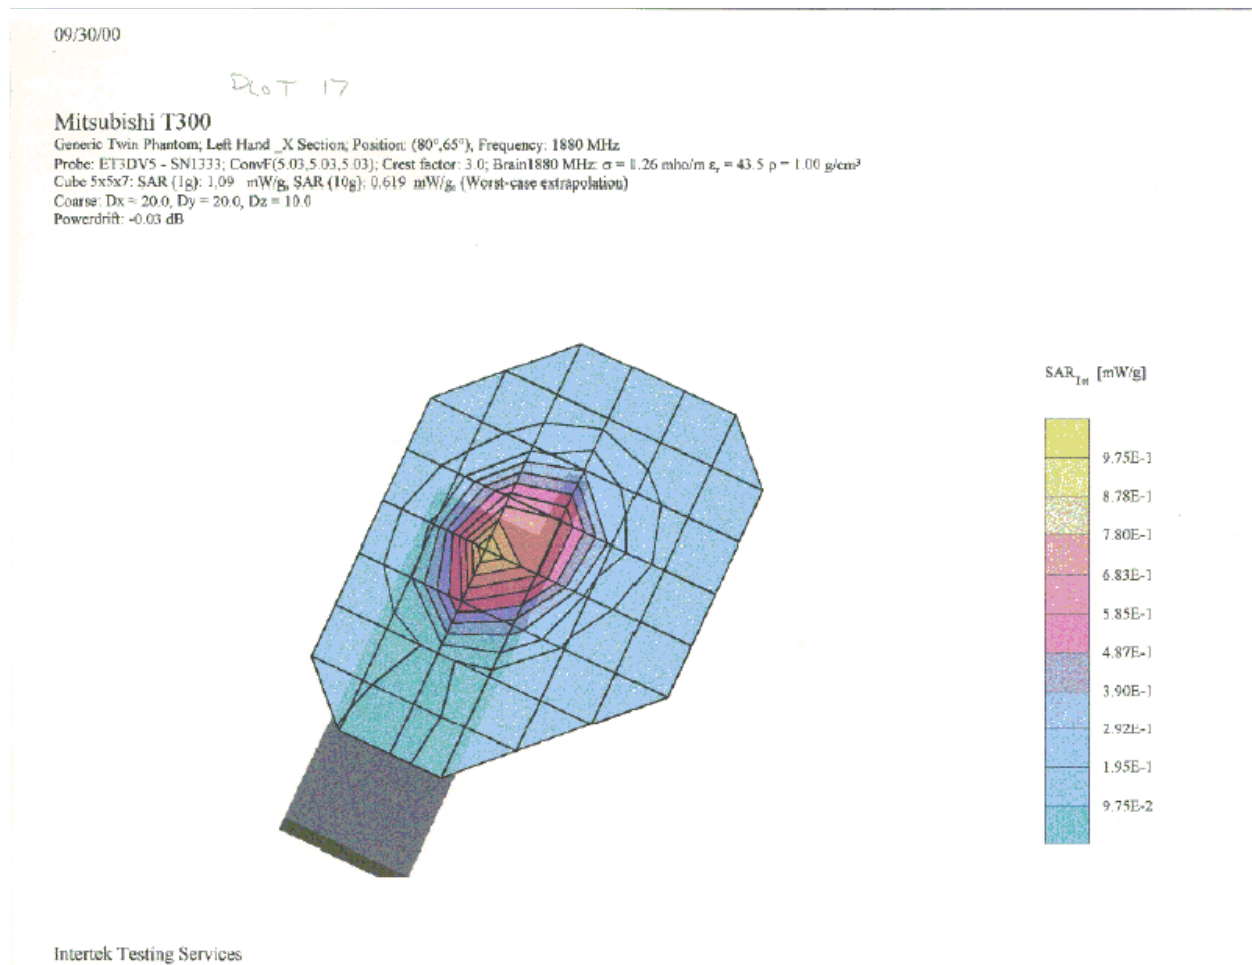 09/30/00
PLOT 17
Mitsubishi T300
Generic Twin Phantom; Left Hand _X Section; Position: (80°,65°); Frequency: 1880 MHz
Probe: ET3DV5 - SN1333; ConvF(5.03,5.03,5.03); Crest factor: 3.0; Brain1880 MHz: σ = 1.26 mho/m εr = 43.5 ρ = 1.00 g/cm³
Cube 5x5x7: SAR (1g): 1.09 mW/g, SAR (10g): 0.619 mW/g, (Worst-case extrapolation)
Coarse: Dx = 20.0, Dy = 20.0, Dz = 10.0
Powerdrift: -0.03 dB
SARTot [mW/g]
9.75E-1
8.78E-1
7.80E-1
6.83E-1
5.85E-1
4.87E-1
3.90E-1
2.92E-1
1.95E-1
9.75E-2
Intertek Testing Services